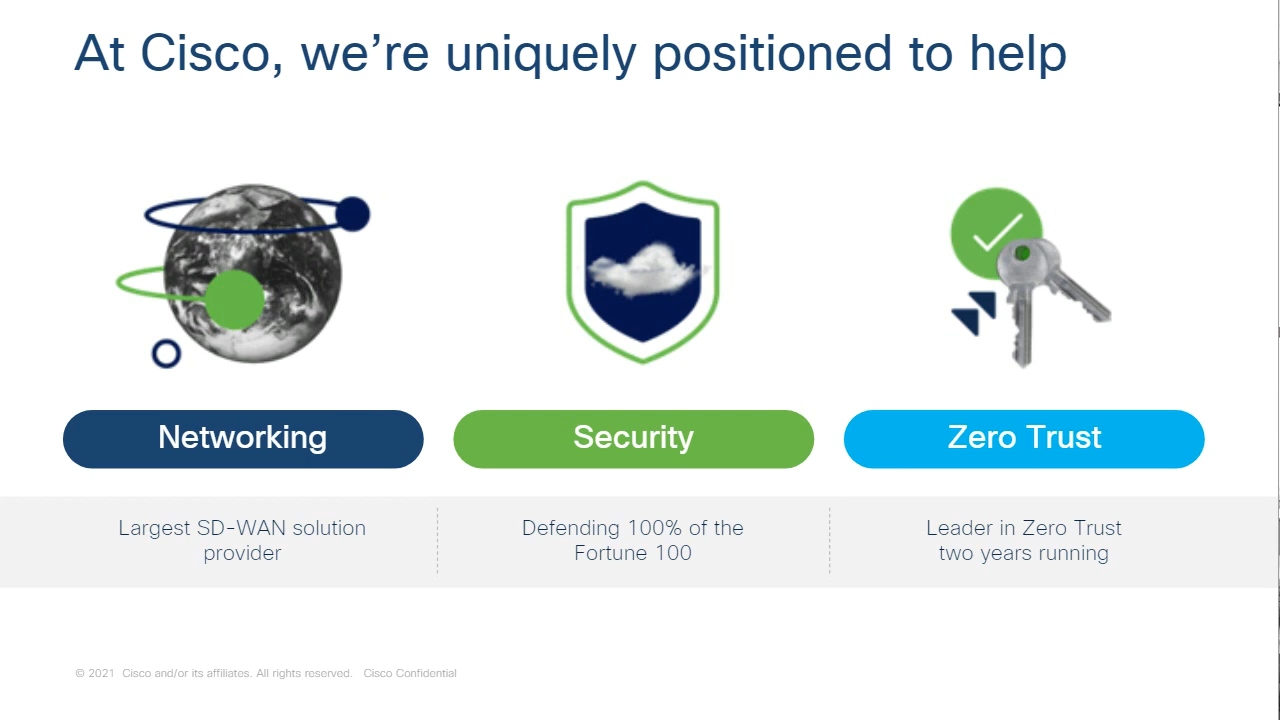 At Cisco, we’re uniquely positioned to help
Networking
Security
Zero Trust
Largest SD-WAN solution
provider
Defending 100% of the
Fortune 100
Leader in Zero Trust
two years running
© 2021 Cisco and/or its affiliates. All rights reserved. Cisco Confidential